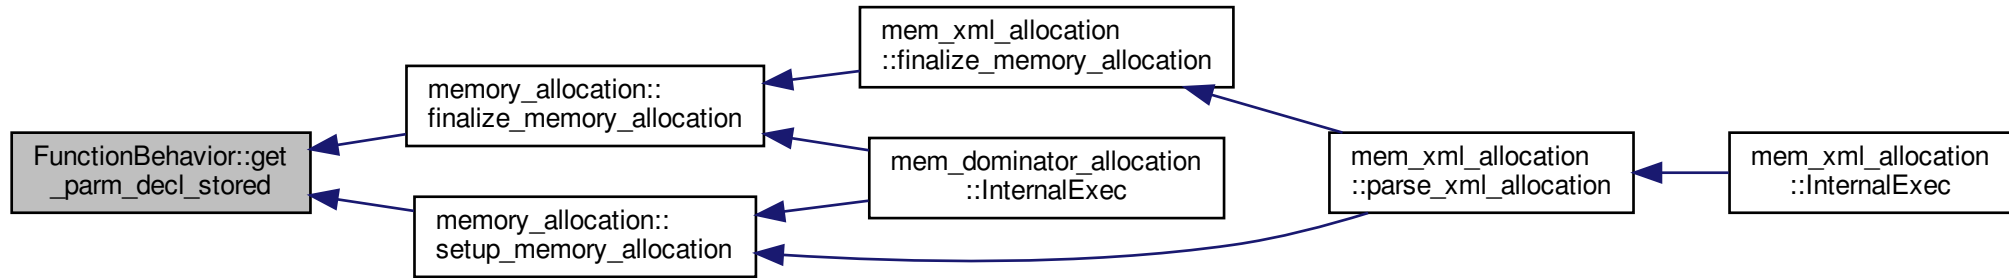 FunctionBehavior::get
_parm_decl_stored
memory_allocation::
finalize_memory_allocation
memory_allocation::
setup_memory_allocation
mem_xml_allocation
::finalize_memory_allocation
mem_dominator_allocation
::InternalExec
mem_xml_allocation
::parse_xml_allocation
mem_xml_allocation
::InternalExec